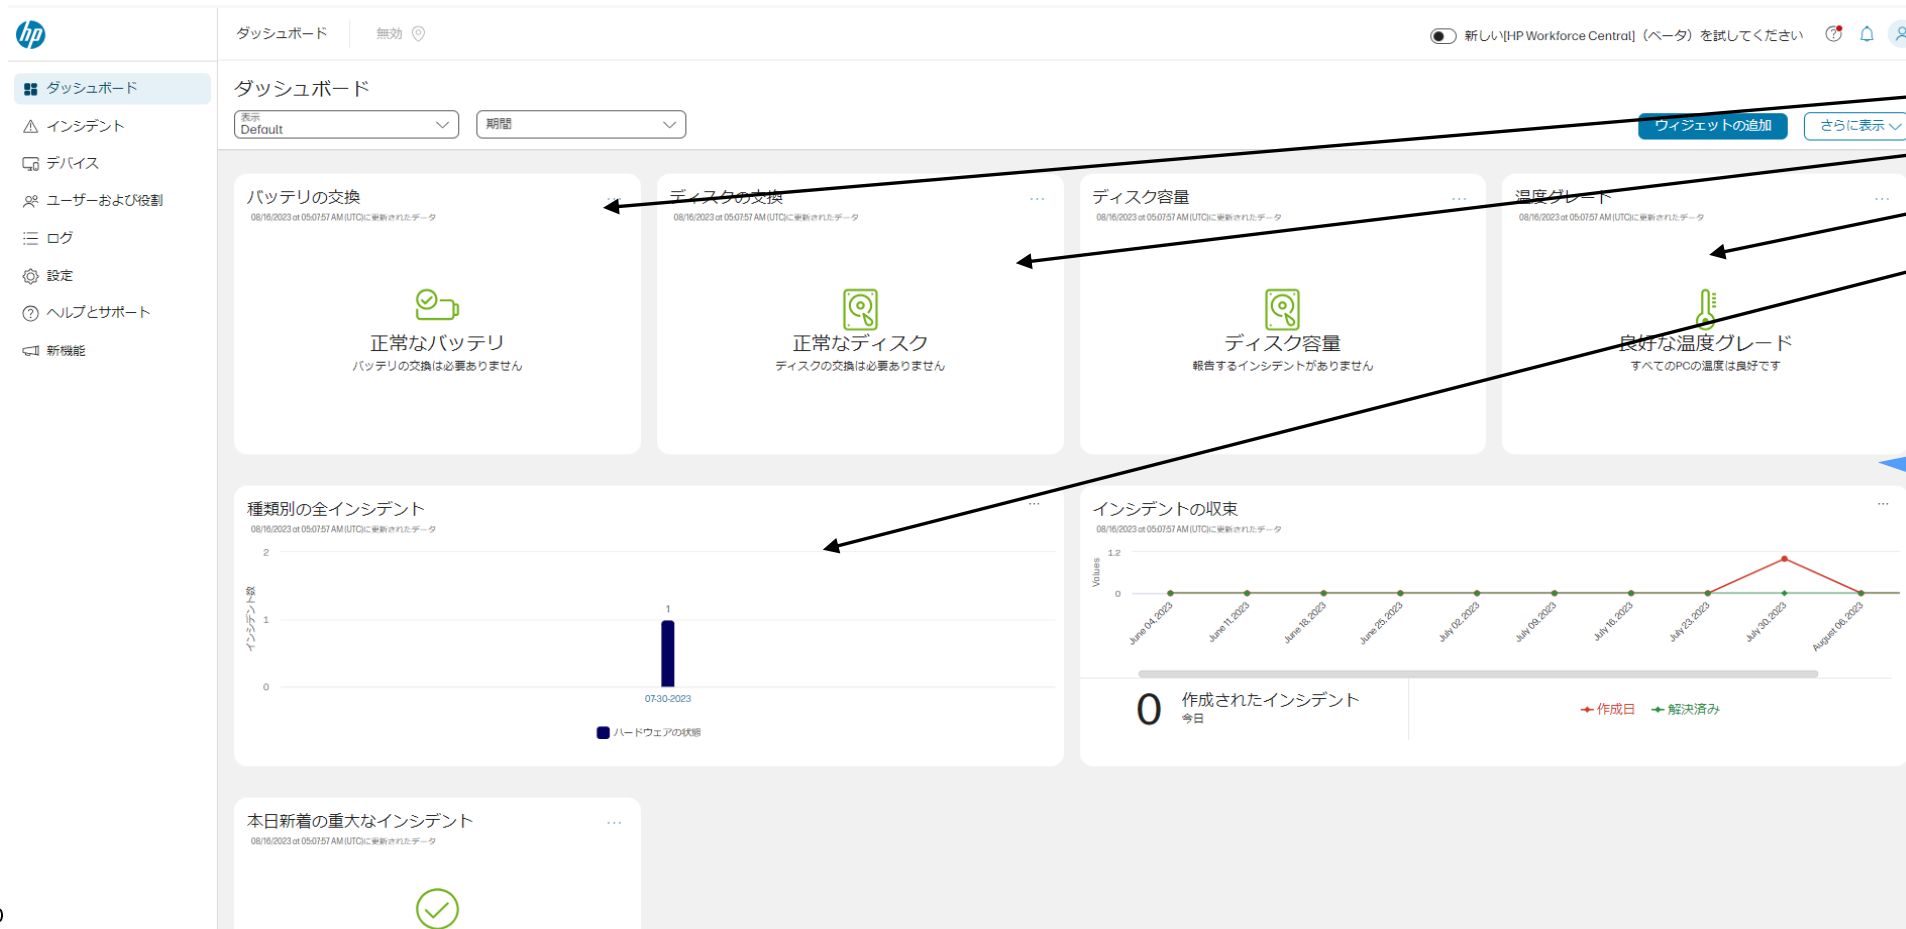 hp
ダッシュボード
無効
新しい[HP Workforce Central]（ベータ）を試してください
ダッシュボード
インシデント
デバイス
ユーザーおよび役割
ログ
設定
ヘルプとサポート
新機能
ダッシュボード
表示
Default
期間
ウィジェットの追加
さらに表示
バッテリの交換
08/16/2023 at 05:07:57 AM (UTC)に更新されたデータ
正常なバッテリ
バッテリの交換は必要ありません
ディスクの交換
08/16/2023 at 05:07:57 AM (UTC)に更新されたデータ
正常なディスク
ディスクの交換は必要ありません
ディスク容量
08/16/2023 at 05:07:57 AM (UTC)に更新されたデータ
ディスク容量
報告するインシデントがありません
温度グレード
08/16/2023 at 05:07:57 AM (UTC)に更新されたデータ
良好な温度グレード
すべてのPCの温度は良好です
種類別の全インシデント
08/16/2023 at 05:07:57 AM (UTC)に更新されたデータ
インシデント数
2
1
0
1
07-30-2023
ハードウェアの状態
インシデントの収束
08/16/2023 at 05:07:57 AM (UTC)に更新されたデータ
Values
1.2
0
June 04, 2023
June 11, 2023
June 18, 2023
June 25, 2023
July 02, 2023
July 09, 2023
July 16, 2023
July 23, 2023
July 30, 2023
August 06, 2023
0
作成されたインシデント
今日
作成日
解決済み
本日新着の重大なインシデント
08/16/2023 at 05:07:57 AM (UTC)に更新されたデータ